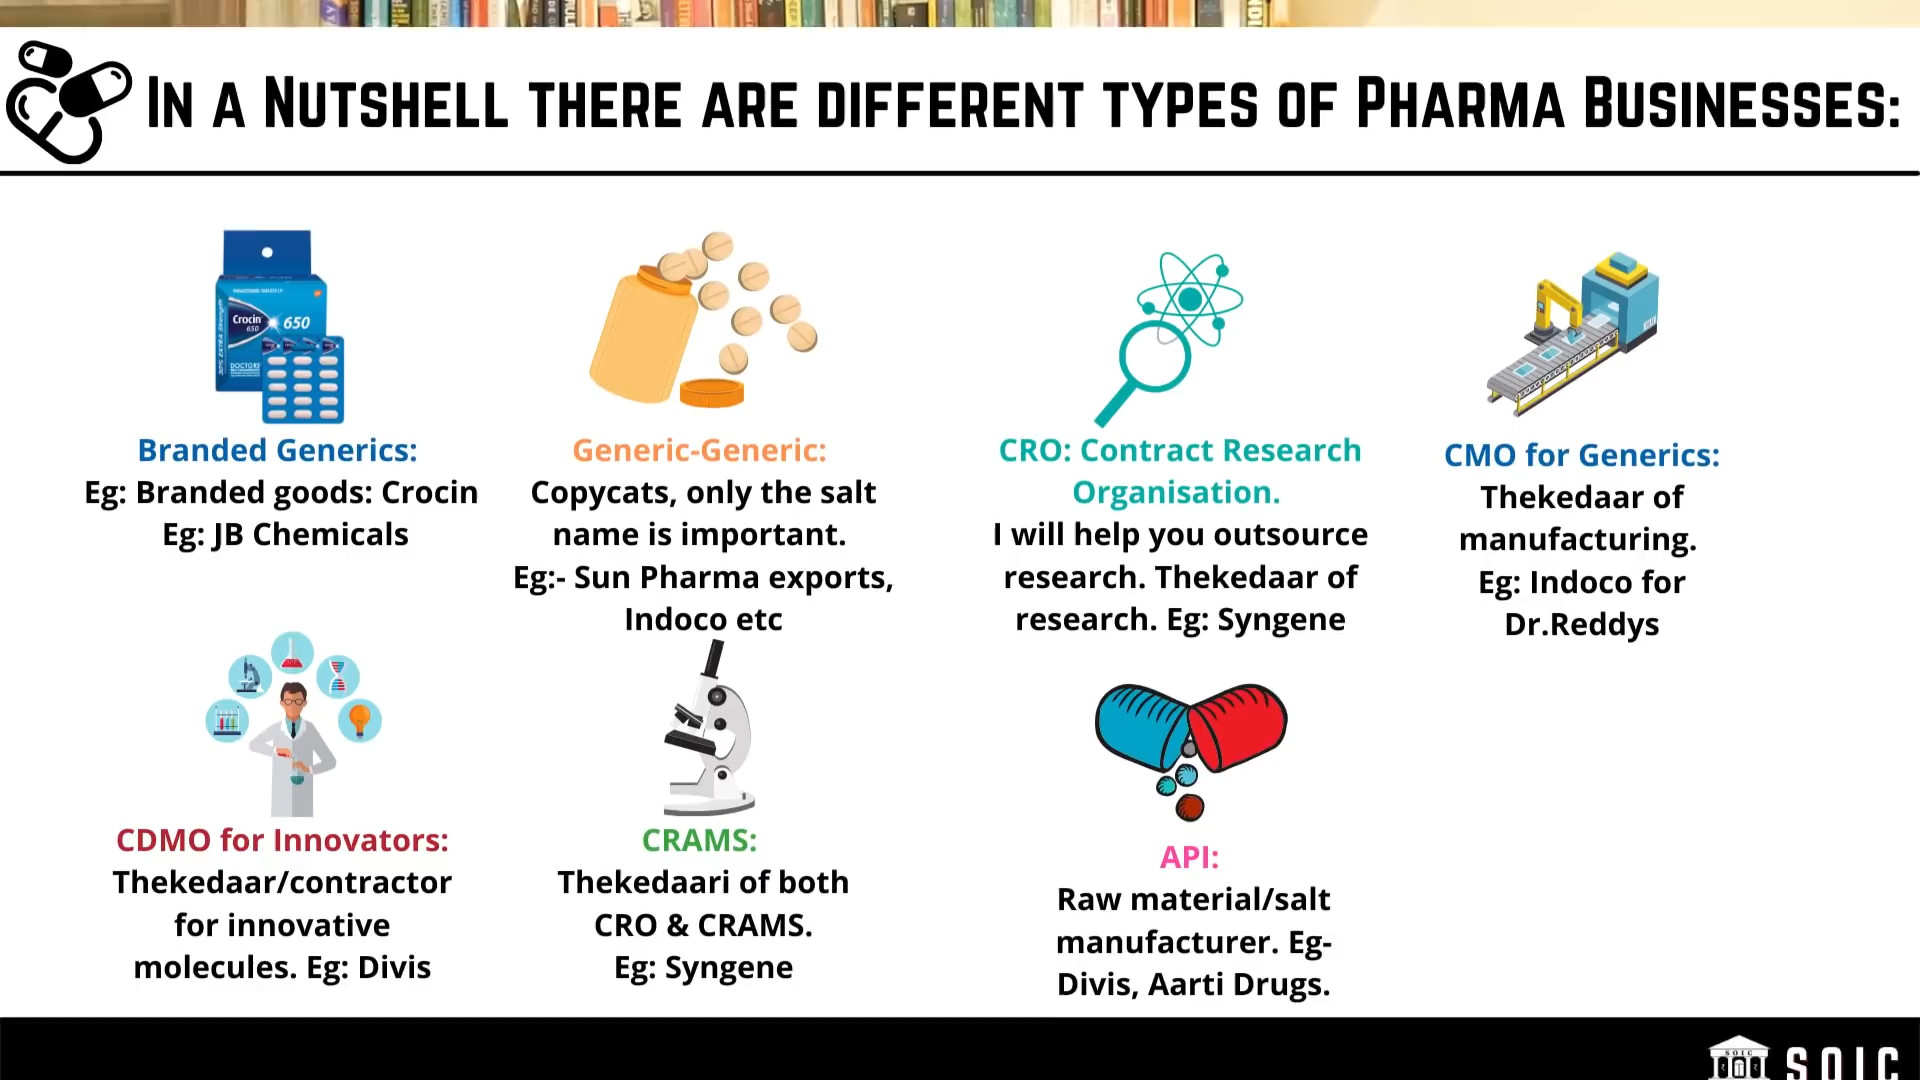 IN A NUTSHELL THERE ARE DIFFERENT TYPES OF PHARMA BUSINESSES:
Crocin
650
650
Branded Generics:
Eg: Branded goods: Crocin
Eg: JB Chemicals
Generic-Generic:
Copycats, only the salt
name is important.
Eg:- Sun Pharma exports,
Indoco etc
CRO: Contract Research
Organisation.
I will help you outsource
research. Thekedaar of
research. Eg: Syngene
CMO for Generics:
Thekedaar of
manufacturing.
Eg: Indoco for
Dr.Reddys
CDMO for Innovators:
Thekedaar/contractor
for innovative
molecules. Eg: Divis
CRAMS:
Thekedaari of both
CRO & CRAMS.
Eg: Syngene
API:
Raw material/salt
manufacturer. Eg-
Divis, Aarti Drugs.
SOIC
SOIC